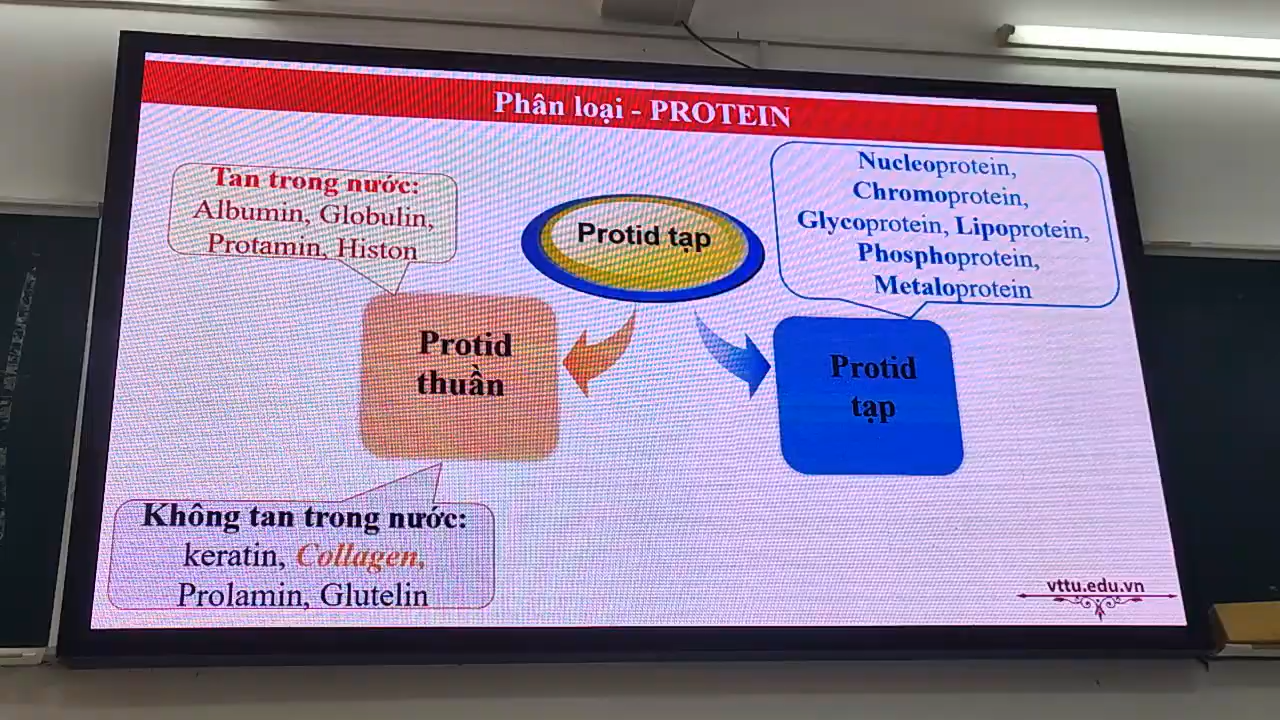 Phân loại - PROTEIN
Tan trong nước:
Albumin, Globulin,
Protamin, Histon
Protid tạp
Nucleoprotein,
Chromoprotein,
Glycoprotein, Lipoprotein,
Phosphoprotein,
Metaloprotein
Protid
thuần
Protid
tạp
Không tan trong nước:
keratin, Collagen,
Prolamin, Glutelin
vttu.edu.vn